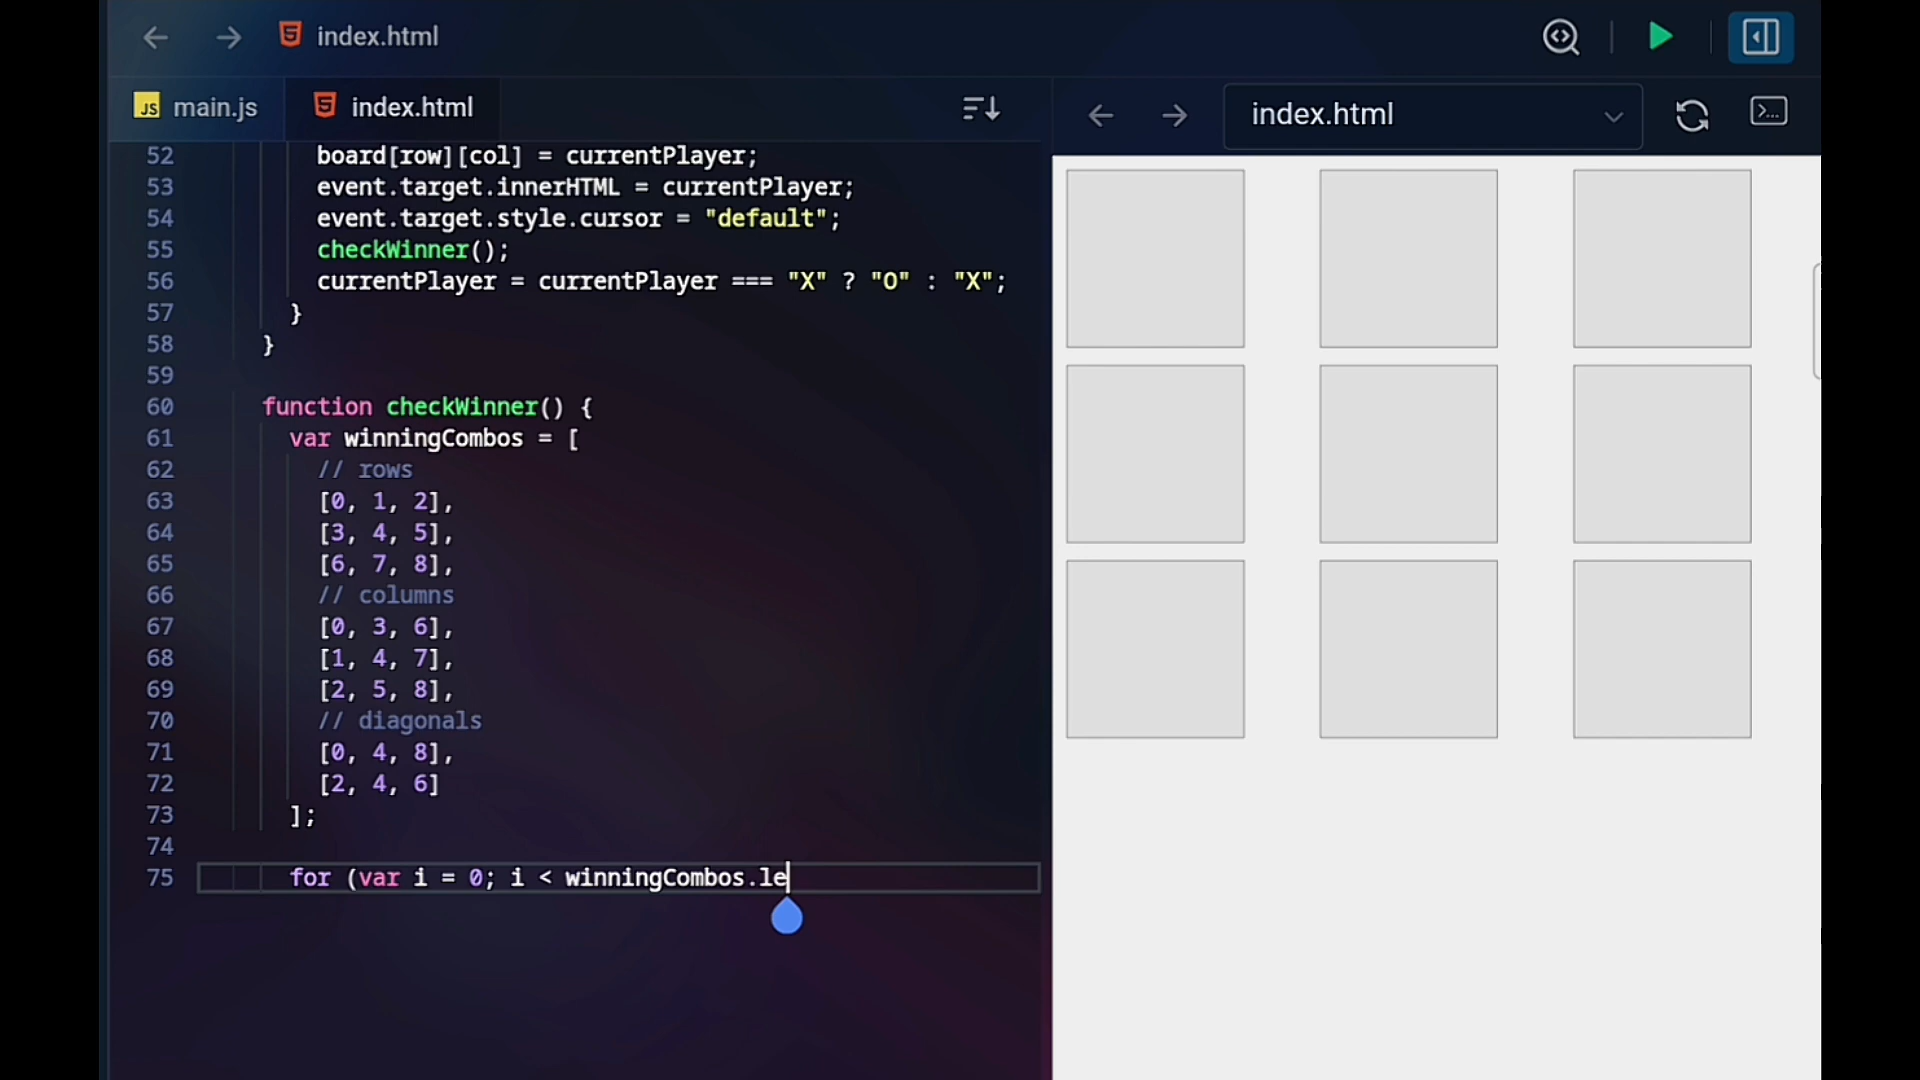 index.html
main.js
index.html
index.html
52 board[row][col] = currentPlayer;
53 event.target.innerHTML = currentPlayer;
54 event.target.style.cursor = "default";
55 checkWinner();
56 currentPlayer = currentPlayer === "X" ? "O" : "X";
57 }
58 }
59
60 function checkWinner() {
61 var winningCombos = [
62 // rows
63 [0, 1, 2],
64 [3, 4, 5],
65 [6, 7, 8],
66 // columns
67 [0, 3, 6],
68 [1, 4, 7],
69 [2, 5, 8],
70 // diagonals
71 [0, 4, 8],
72 [2, 4, 6]
73 ];
74
75 for (var i = 0; i < winningCombos.le